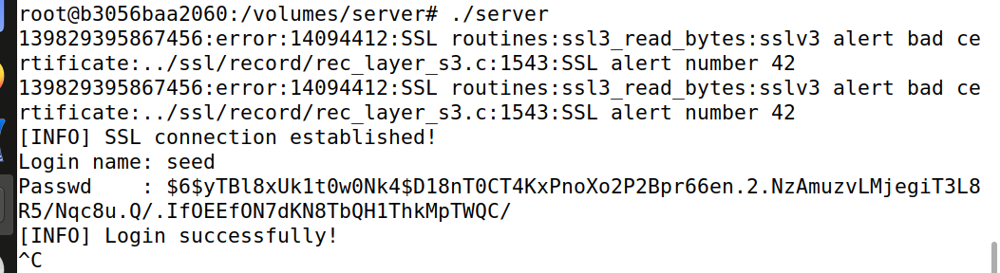 root@b3056baa2060:/volumes/server# ./server
139829395867456:error:14094412:SSL routines:ssl3_read_bytes:sslv3 alert bad ce
rtificate:../ssl/record/rec_layer_s3.c:1543:SSL alert number 42
139829395867456:error:14094412:SSL routines:ssl3_read_bytes:sslv3 alert bad ce
rtificate:../ssl/record/rec_layer_s3.c:1543:SSL alert number 42
[INFO] SSL connection established!
Login name: seed
Passwd    : $6$yTBl8xUk1t0w0Nk4$D18nT0CT4KxPnoXo2P2Bpr66en.2.NzAmuzvLMjegiT3L8
R5/Nqc8u.Q/.IfOEEfON7dKN8TbQH1ThkMpTWQC/
[INFO] Login successfully!
^C